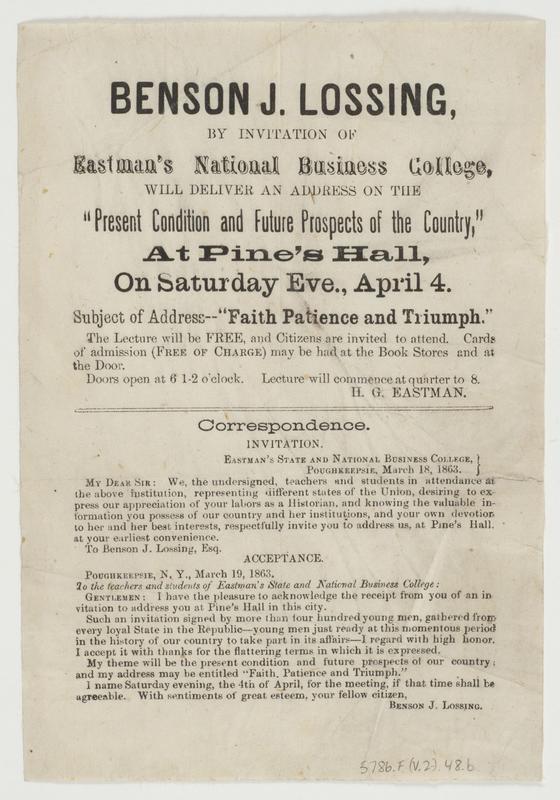 BENSON J. LOSSING,
BY INVITATION OF
Eastman's National Business College,
WILL DELIVER AN ADDRESS ON THE
"Present Condition and Future Prospects of the Country,"
At Pine's Hall,
On Saturday Eve., April 4.
Subject of Address--"Faith Patience and Triumph."
The Lecture will be FREE, and Citizens are invited to attend. Cards
of admission (FREE OF CHARGE) may be had at the Book Stores and at
the Door.
Doors open at 6 1-2 o'clock. Lecture will commence at quarter to 8.
H. G. EASTMAN.
Correspondence.
INVITATION.
EASTMAN'S STATE AND NATIONAL BUSINESS COLLEGE, }
POUGHKEEPSIE, March 18, 1863. }
MY DEAR SIR: We, the undersigned, teachers and students in attendance at
the above institution, representing different states of the Union, desiring to ex-
press our appreciation of your labors as a Historian, and knowing the valuable in-
formation you possess of our country and her institutions, and your own devotion
to her and her best interests, respectfully invite you to address us, at Pine's Hall.
at your earliest convenience.
To Benson J. Lossing, Esq.
ACCEPTANCE.
POUGHKEEPSIE, N. Y., March 19, 1863.
To the teachers and students of Eastman's State and National Business College:
GENTLEMEN: I have the pleasure to acknowledge the receipt from you of an in
vitation to address you at Pine's Hall in this city.
Such an invitation signed by more than four hundred young men, gathered from
every loyal State in the Republic—young men just ready at this momentous period
in the history of our country to take part in its affairs—I regard with high honor.
I accept it with thanks for the flattering terms in which it is expressed.
My theme will be the present condition and future prospects of our country;
and my address may be entitled "Faith, Patience and Triumph."
I name Saturday evening, the 4th of April, for the meeting, if that time shall be
agreeable. With sentiments of great esteem, your fellow citizen,
BENSON J. LOSSING.
5786.F (V.2). 48.b